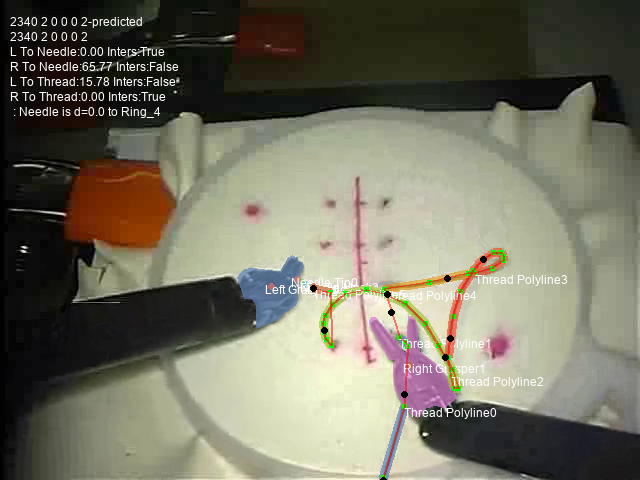 2340 2 0 0 0 2-predicted
2340 2 0 0 0 2
L To Needle:0.00 Inters:True
R To Needle:65.77 Inters:False
L To Thread:15.78 Inters:False
R To Thread:0.00 Inters:True
: Needle is d=0.0 to Ring_4
Thread Polyline3
Needle Tip0
Left
Thread Polyline4
Thread Polyline1
Right Grasper1
Thread Polyline2
Thread Polyline0